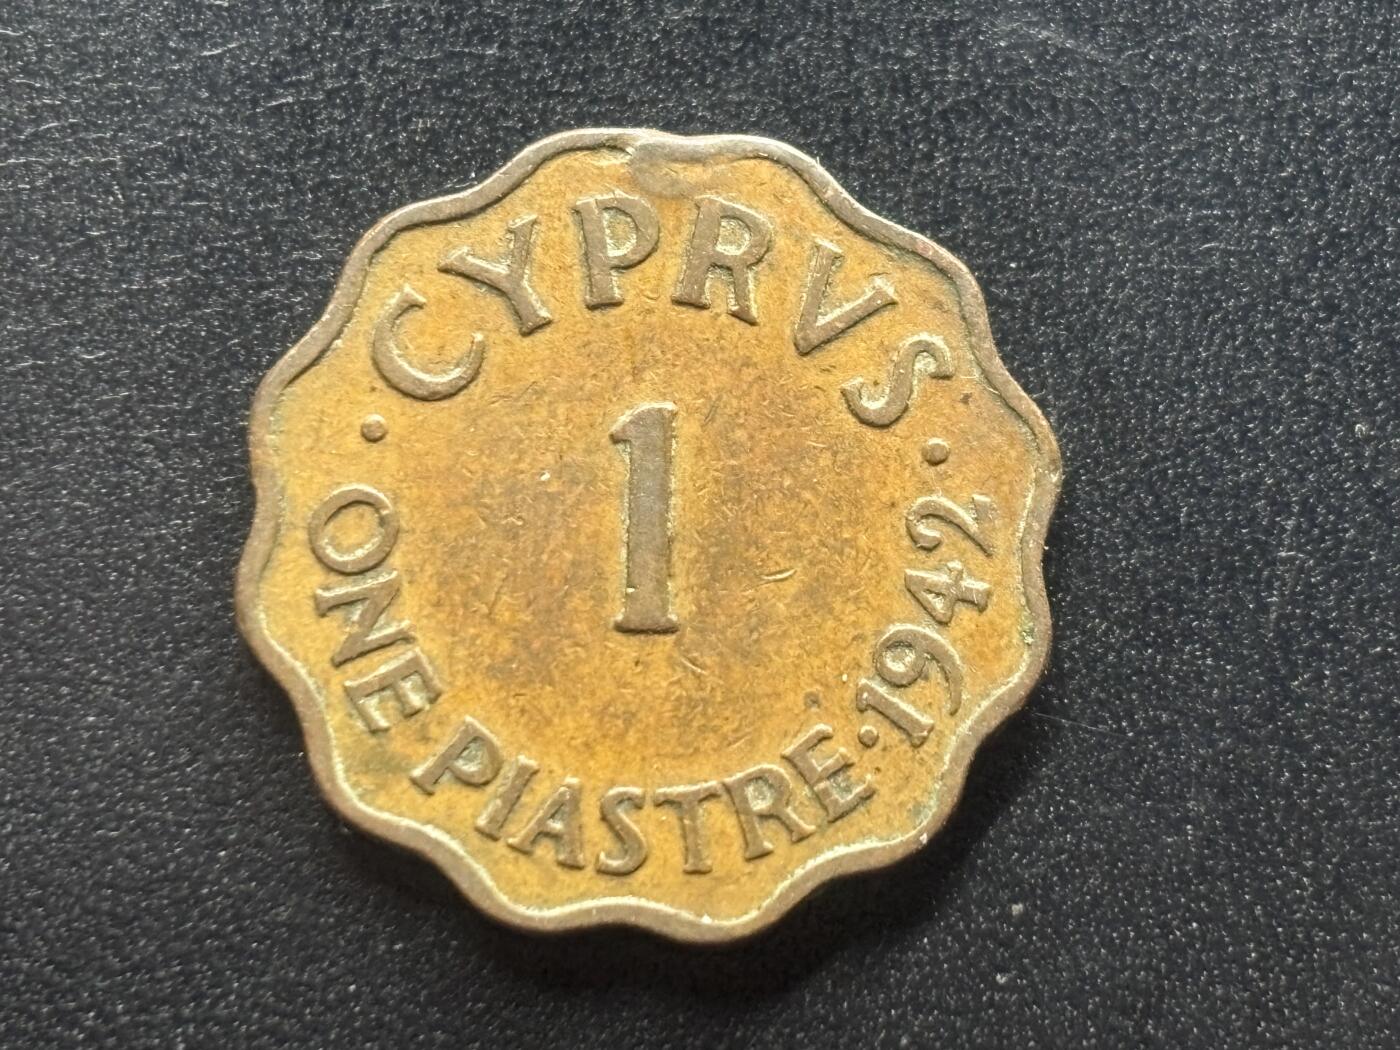 · CYPRVS ·
1
ONE PIASTRE · 1942